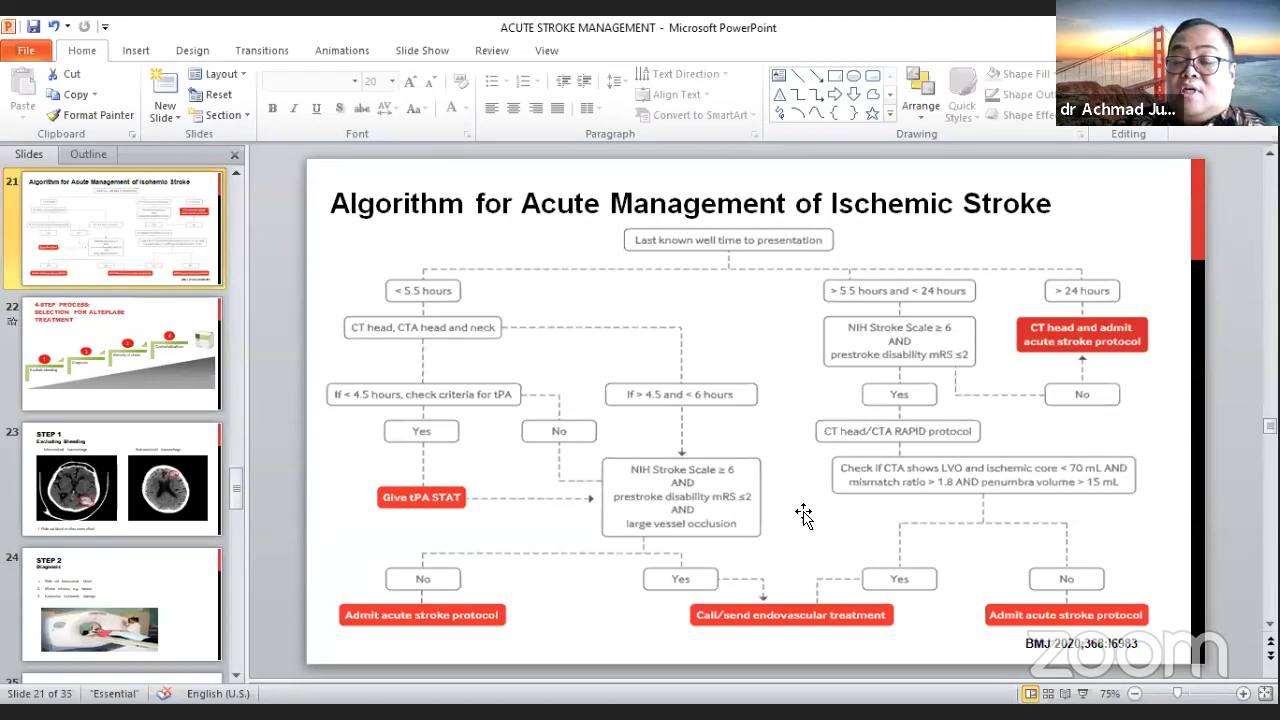 ACUTE STROKE MANAGEMENT - Microsoft PowerPoint
File
Home
Insert
Design
Transitions
Animations
Slide Show
Review
View
Paste
Cut
Copy
Format Painter
Clipboard
New Slide
Layout
Reset
Section
Slides
20
Font
Text Direction
Align Text
Convert to SmartArt
Paragraph
Arrange
Quick Styles
Shape Fill
Shape Out
Shape Eff
Drawing
Editing
dr Achmad Ju...
Slides
Outline
21
Algorithm for Acute Management of Ischemic Stroke
22
4-STEP PROCESS:
SELECTION FOR ALTEPLASE
TREATMENT
23
STEP 1
Excluding Bleeding
24
STEP 2
Diagnosis
25
Algorithm for Acute Management of Ischemic Stroke
Last known well time to presentation
< 5.5 hours
> 5.5 hours and < 24 hours
> 24 hours
CT head, CTA head and neck
NIH Stroke Scale ≥ 6
AND
prestroke disability mRS ≤2
CT head and admit
acute stroke protocol
If < 4.5 hours, check criteria for tPA
If > 4.5 and < 6 hours
Yes
No
Yes
No
CT head/CTA RAPID protocol
NIH Stroke Scale ≥ 6
AND
prestroke disability mRS ≤2
AND
large vessel occlusion
Check if CTA shows LVO and ischemic core < 70 mL AND
mismatch ratio > 1.8 AND penumbra volume > 15 mL
Give tPA STAT
No
Yes
Yes
No
Admit acute stroke protocol
Call/send endovascular treatment
Admit acute stroke protocol
BMJ 2020;368:l6983
zoom
Slide 21 of 35
"Essential"
English (U.S.)
75%